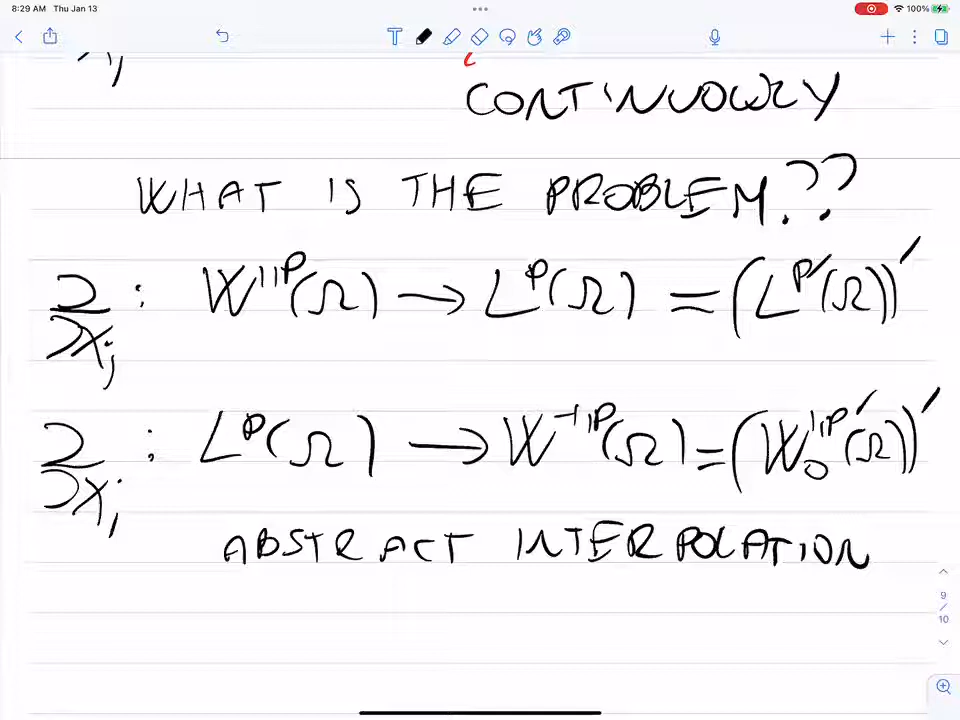 8:29 AM Thu Jan 13
100%
T
CONTINUOUSLY
WHAT IS THE PROBLEM??
∂/∂x_j : W^{1,p}(Ω) → L^p(Ω) = (L^{p'}(Ω))'
∂/∂x_j : L^p(Ω) → W^{-1,p}(Ω) = (W_0^{1,p'}(Ω))'
ABSTRACT INTERPOLATION
9
/
10